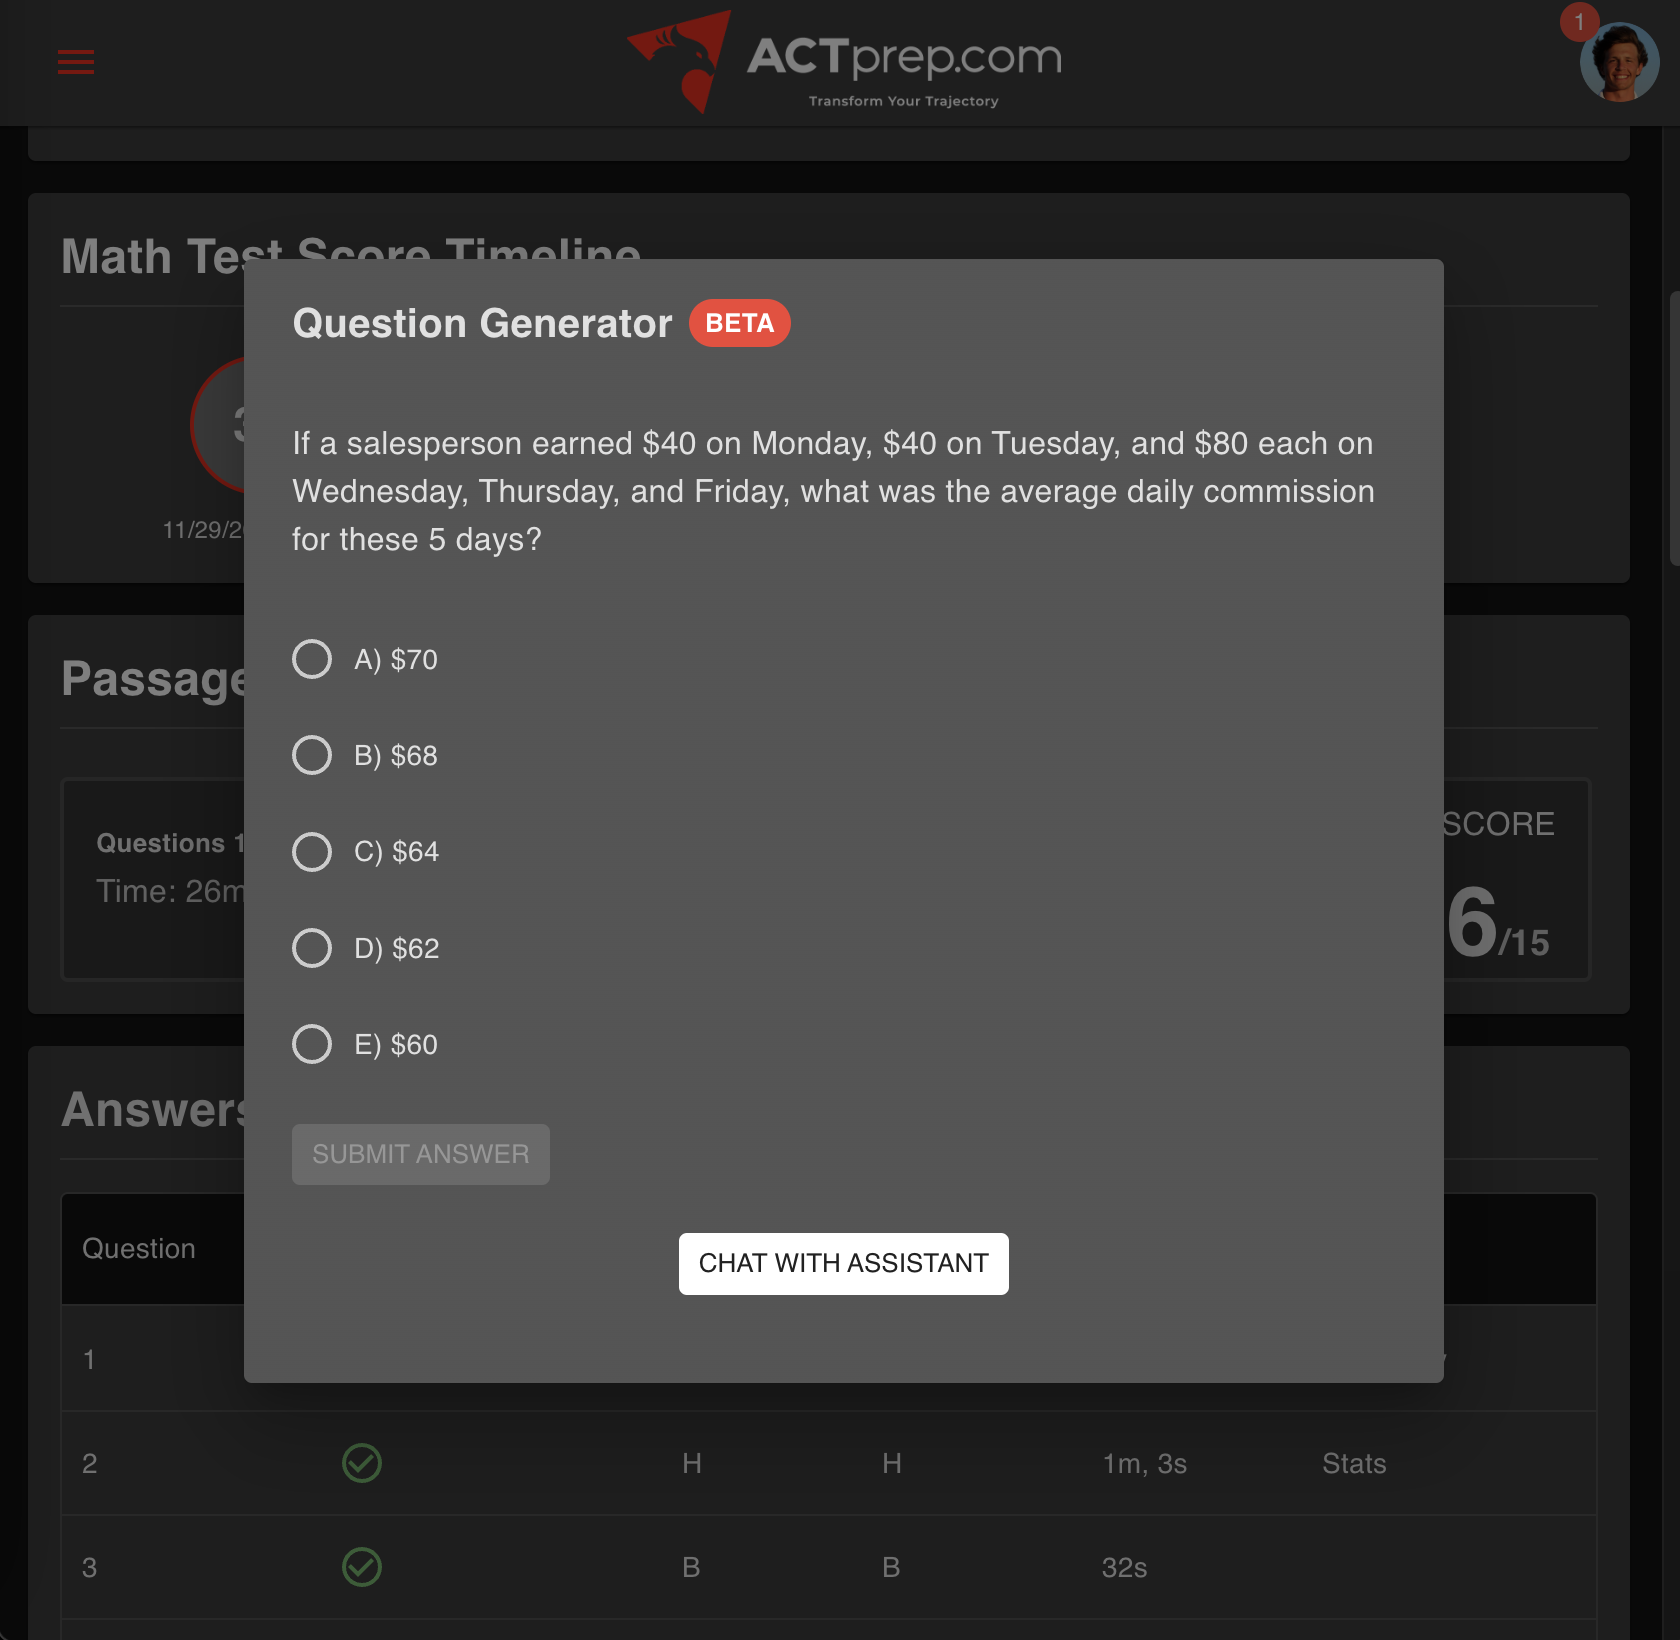 1
ACTprep.com
Transform Your Trajectory
Math Test Score Timeline
Question Generator BETA
If a salesperson earned $40 on Monday, $40 on Tuesday, and $80 each on
Wednesday, Thursday, and Friday, what was the average daily commission
for these 5 days?
11/29/2
A) $70
Passage
B) $68
SCORE
Questions 1
C) $64
Time: 26m
6/15
D) $62
E) $60
Answers
SUBMIT ANSWER
Question
CHAT WITH ASSISTANT
1
2 H H 1m, 3s Stats
3 B B 32s